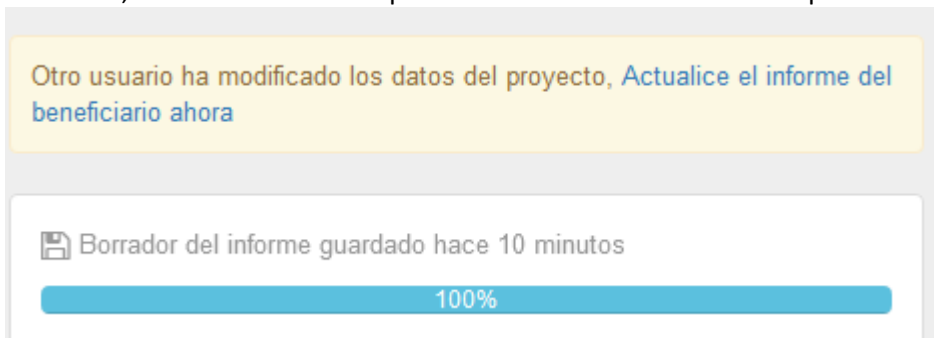 Otro usuario ha modificado los datos del proyecto, Actualice el informe del
beneficiario ahora
Borrador del informe guardado hace 10 minutos
100%